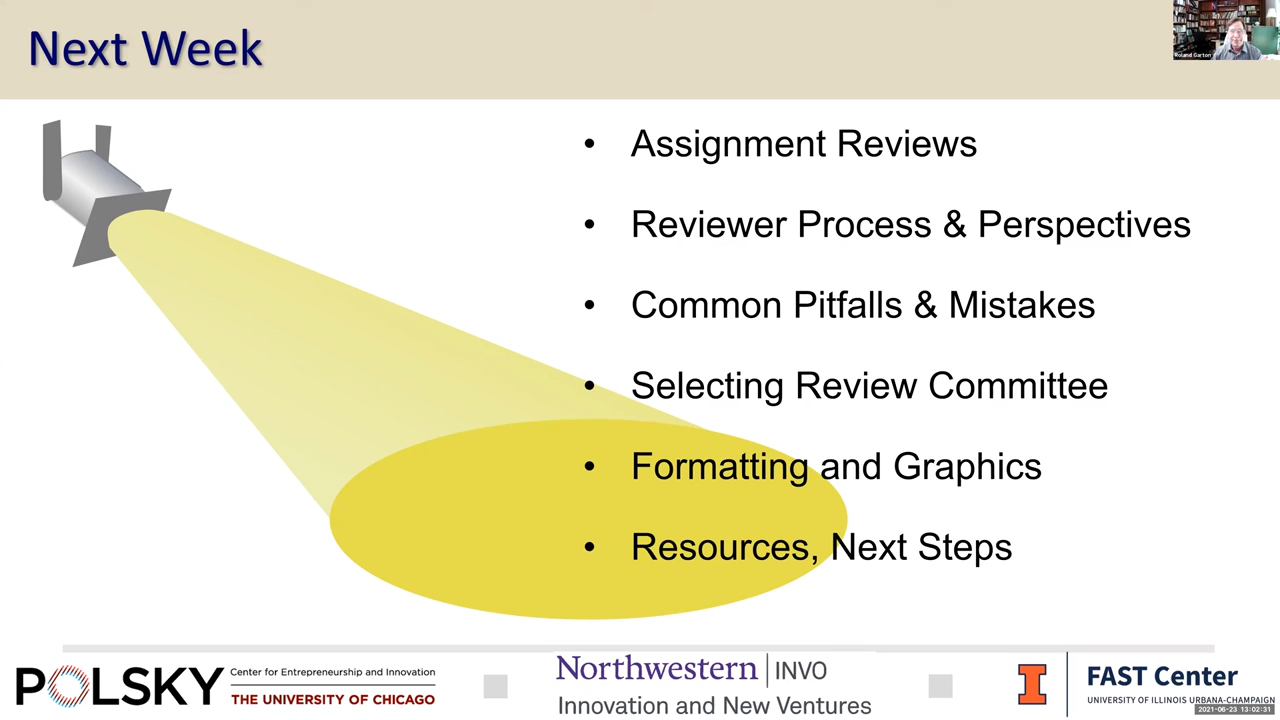 Next Week
Roland Garton
• Assignment Reviews
• Reviewer Process & Perspectives
• Common Pitfalls & Mistakes
• Selecting Review Committee
• Formatting and Graphics
• Resources, Next Steps
POLSKY
Center for Entrepreneurship and Innovation
THE UNIVERSITY OF CHICAGO
Northwestern | INVO
Innovation and New Ventures
I
FAST Center
UNIVERSITY OF ILLINOIS URBANA-CHAMPAIGN
2021-06-23 13:02:31